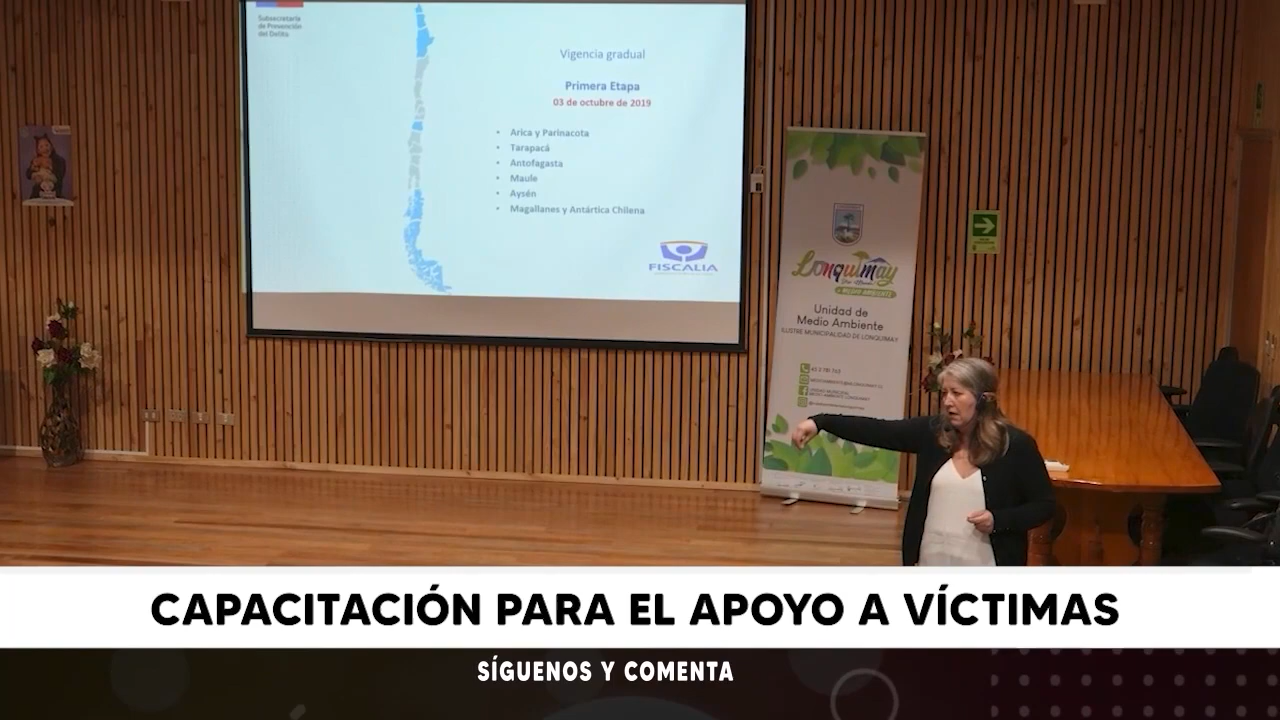 Subsecretaría
de Prevención
del Delito
Vigencia gradual
Primera Etapa
03 de octubre de 2019
• Arica y Parinacota
• Tarapacá
• Antofagasta
• Maule
• Aysén
• Magallanes y Antártica Chilena
FISCALIA
Lonquimay
+ MEDIO AMBIENTE
Unidad de
Medio Ambiente
ILUSTRE MUNICIPALIDAD DE LONQUIMAY
CAPACITACIÓN PARA EL APOYO A VÍCTIMAS
SÍGUENOS Y COMENTA